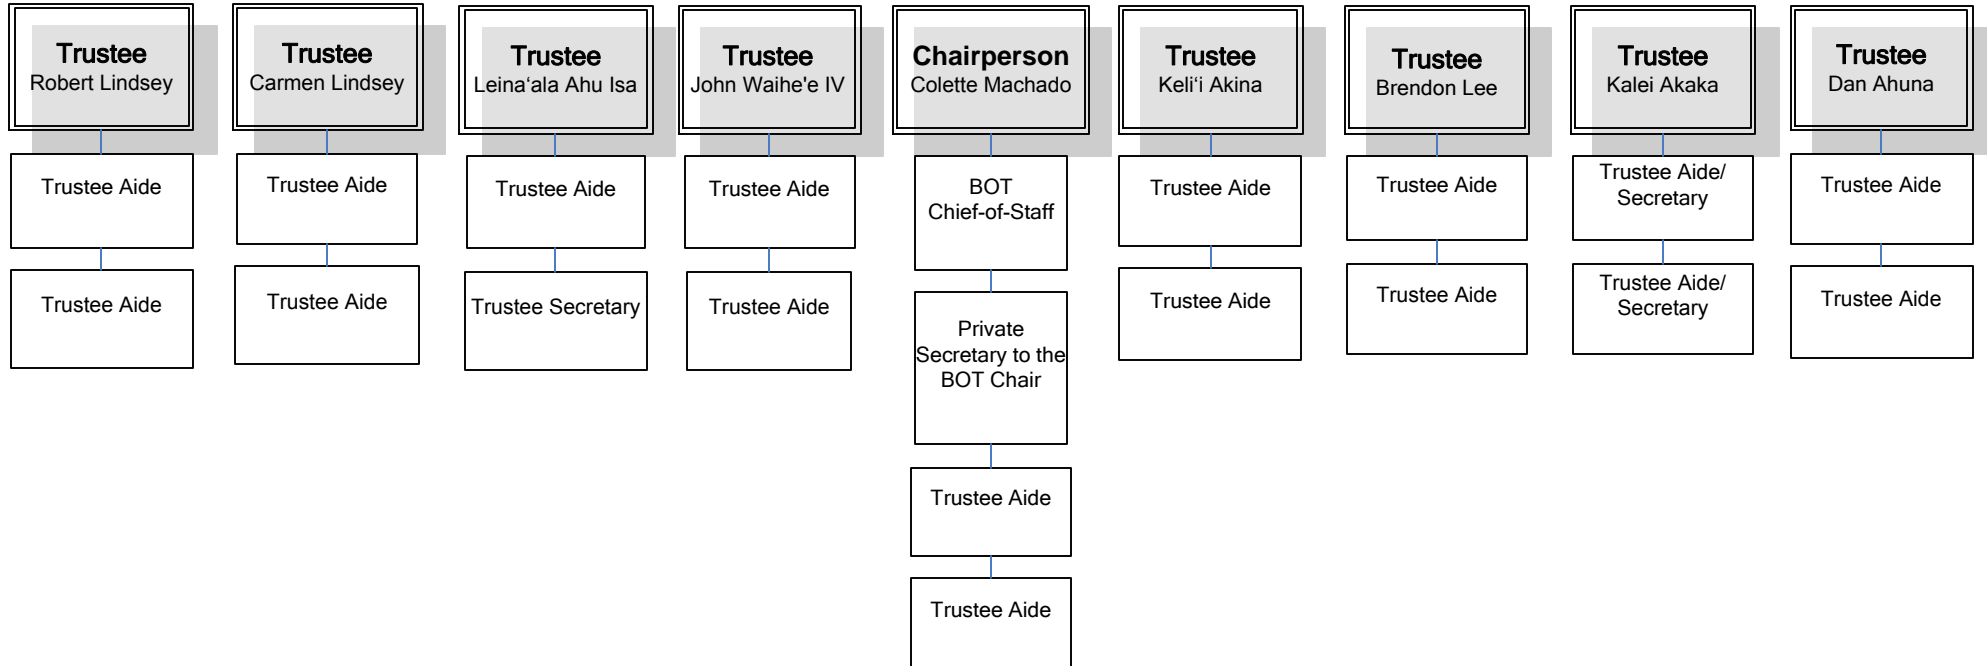 Trustee
Robert Lindsey
Trustee Aide
Trustee Aide
Trustee
Carmen Lindsey
Trustee Aide
Trustee Aide
Trustee
Leina‘ala Ahu Isa
Trustee Aide
Trustee Secretary
Trustee
John Waihe'e IV
Trustee Aide
Trustee Aide
Chairperson
Colette Machado
BOT
Chief-of-Staff
Private
Secretary to the
BOT Chair
Trustee Aide
Trustee Aide
Trustee
Keli‘i Akina
Trustee Aide
Trustee Aide
Trustee
Brendon Lee
Trustee Aide
Trustee Aide
Trustee
Kalei Akaka
Trustee Aide/
Secretary
Trustee Aide/
Secretary
Trustee
Dan Ahuna
Trustee Aide
Trustee Aide